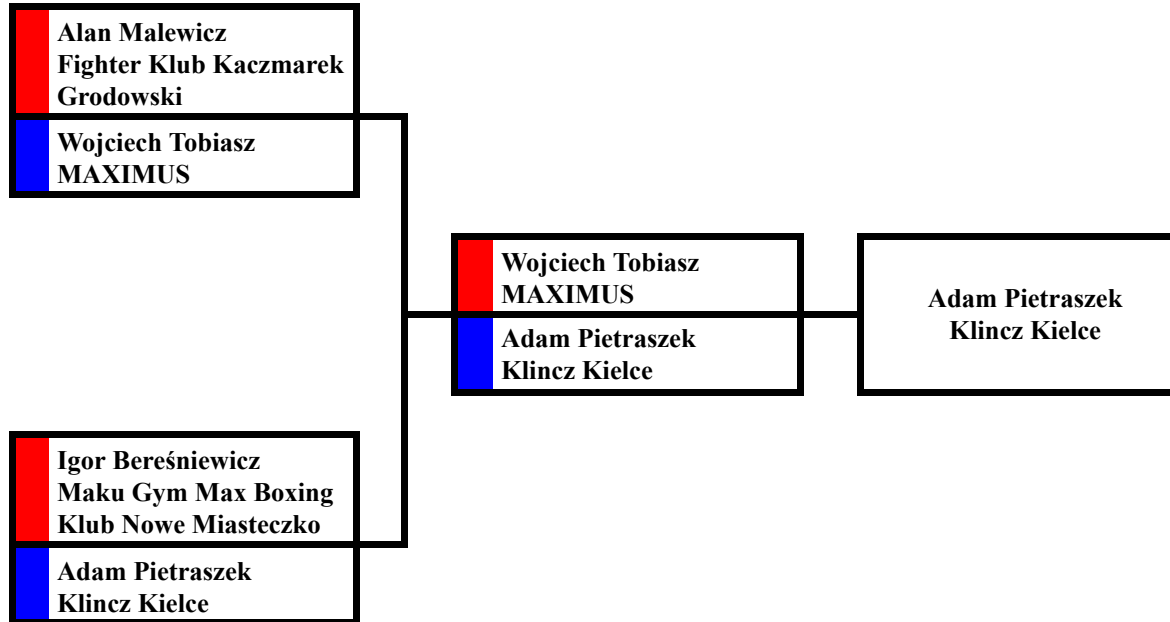 Alan Malewicz
Fighter Klub Kaczmarek
Grodowski
Wojciech Tobiasz
MAXIMUS
Wojciech Tobiasz
MAXIMUS
Adam Pietraszek
Klincz Kielce
Adam Pietraszek
Klincz Kielce
Igor Bereśniewicz
Maku Gym Max Boxing
Klub Nowe Miasteczko
Adam Pietraszek
Klincz Kielce